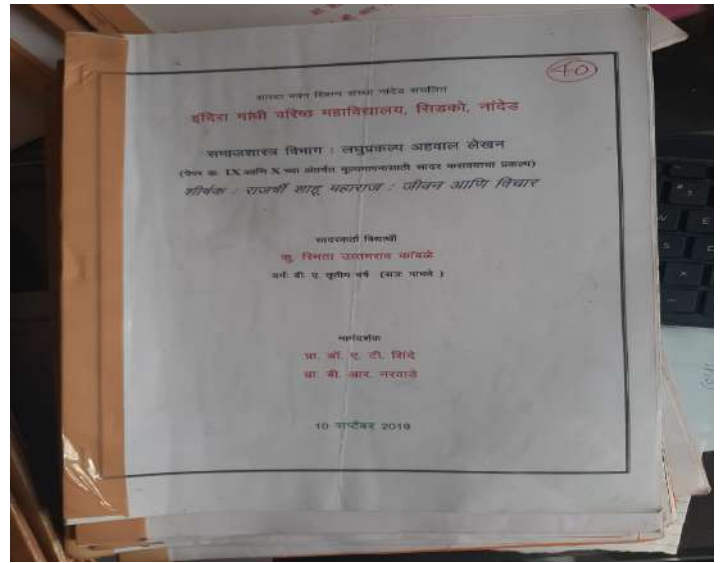 40
शारदा भवन शिक्षण संस्था नांदेड संचलित
इंदिरा गांधी वरिष्ठ महाविद्यालय, सिडको, नांदेड
समाजशास्त्र विभाग : लघुप्रकल्प अहवाल लेखन
(पेपर क्र. IX आणि X च्या अंतर्गत मूल्यमापनासाठी सादर करावयाचा प्रकल्प)
शीर्षक : राजर्षी शाहू महाराज : जीवन आणि विचार
सादरकर्ता विद्यार्थी
कु. स्मिता उत्तमराव कांबळे
वर्गः बी. ए. तृतीय वर्ष (सत्रः पाचवे )
मार्गदर्शक
प्रा. डॉ. ए. टी. शिंदे
प्रा. बी. आर. नरवाडे
10 सप्टेंबर 2019